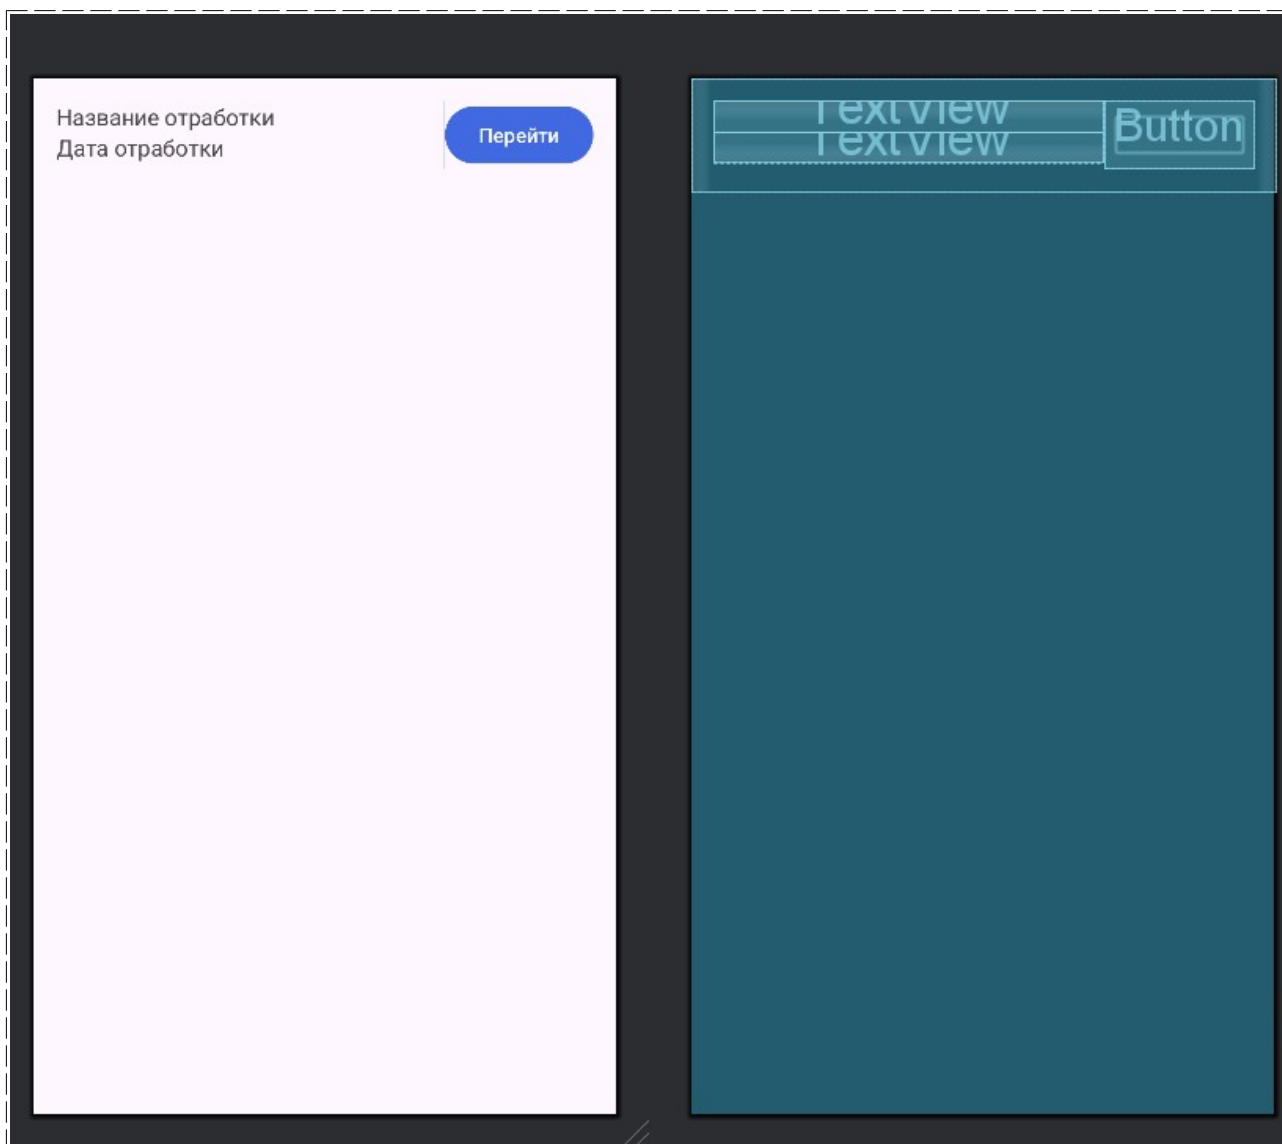 Название отработки
Дата отработки
Перейти
TextView
TextView
Button